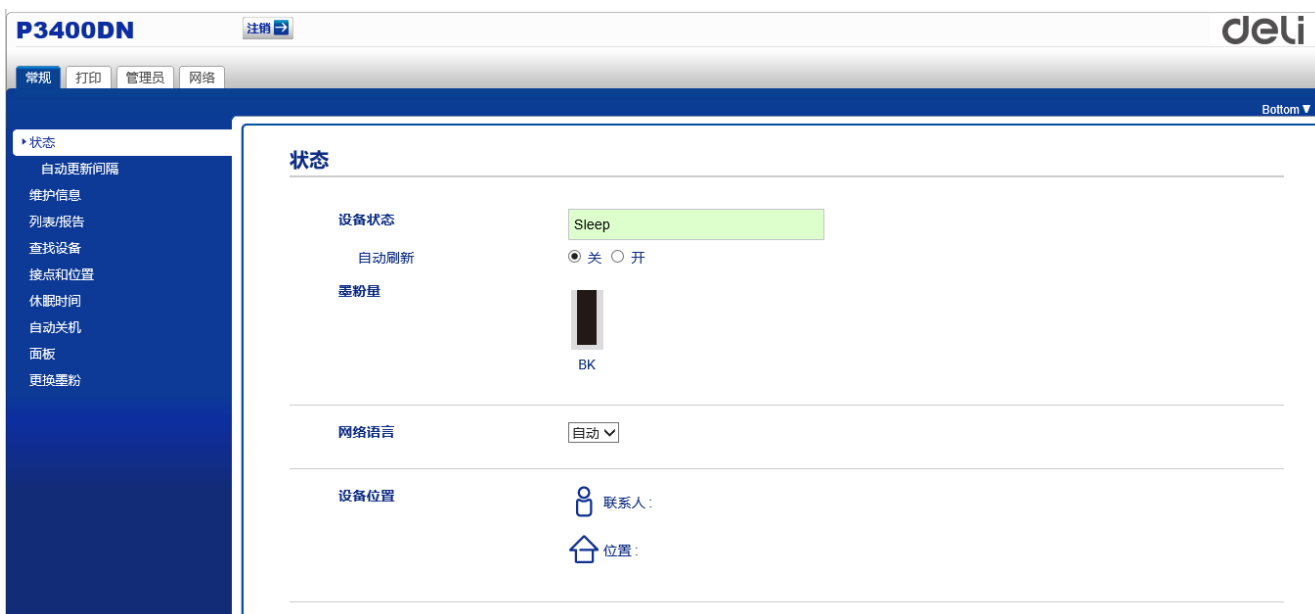 P3400DN
注销
deli
常规 打印 管理员 网络
Bottom▼
状态
自动更新间隔
维护信息
列表/报告
查找设备
接点和位置
休眠时间
自动关机
面板
更换墨粉
状态
设备状态 Sleep
自动刷新 关 开
墨粉量
BK
网络语言 自动
设备位置 联系人:
位置: